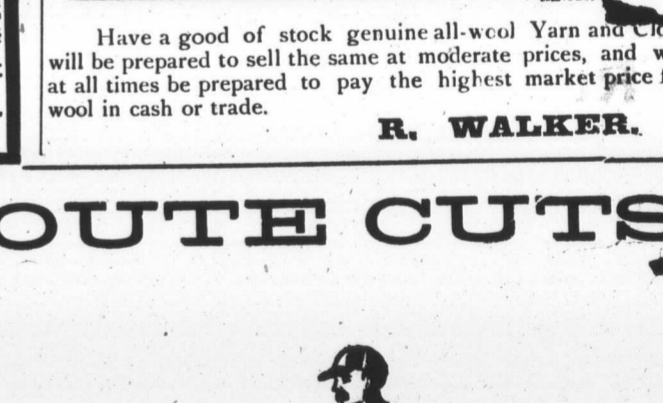 Have a good of stock genuine all-wool Yarn and Clo
will be prepared to sell the same at moderate prices, and w
at all times be prepared to pay the highest market price f
wool in cash or trade.
R. WALKER.
OUTE CUTS